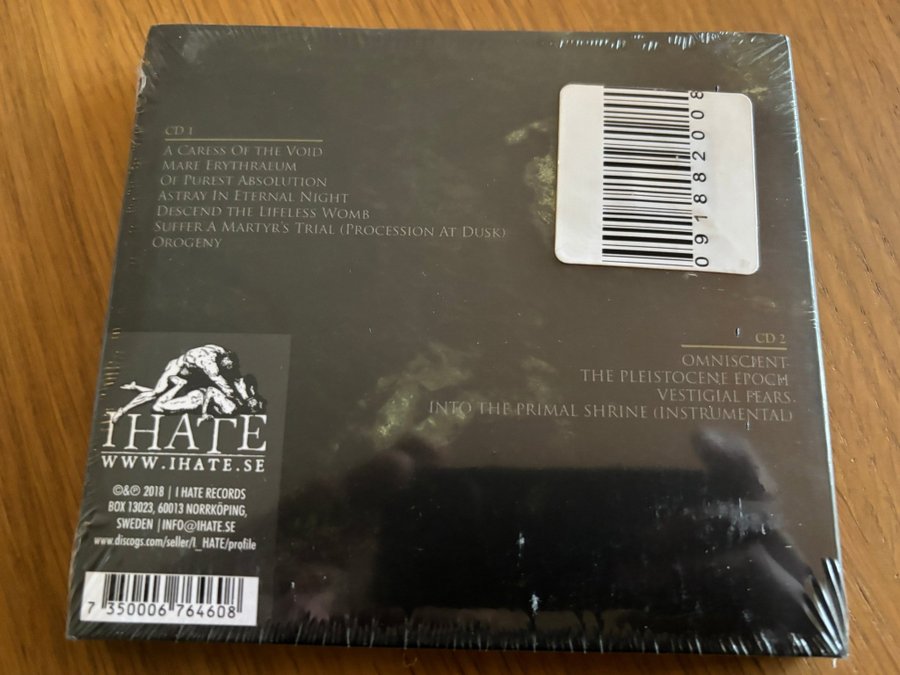 CD 1
A Caress Of the Void
Mare Erythraeum
Of Purest Absolution
Astray In Eternal Night
Descend the Lifeless Womb
Suffer A Martyr's Trial (Procession At Dusk)
Orogeny
091882008
CD 2
Omniscient
The Pleistocene Epoch
Vestigial Fears
Into the Primal Shrine (Instrumental)
I HATE
WWW.IHATE.SE
©&℗ 2018 | I HATE RECORDS
BOX 13023, 60013 NORRKÖPING,
SWEDEN | INFO@IHATE.SE
www.discogs.com/seller/I_HATE/profile
7 350006 764608